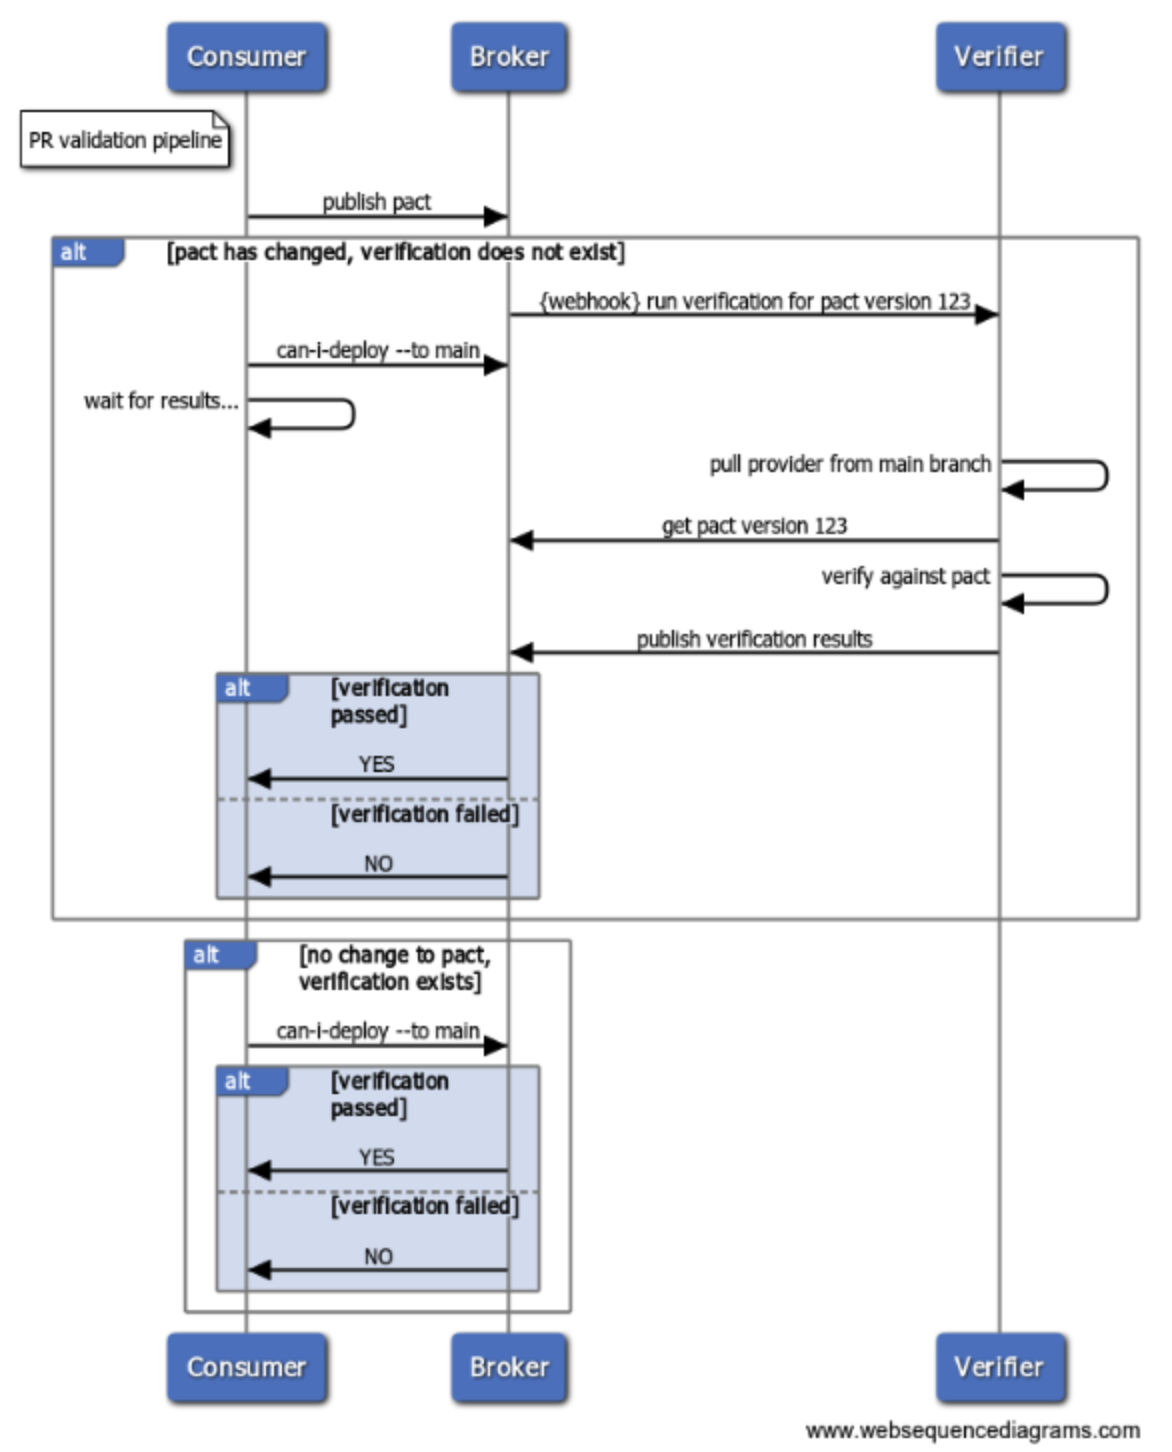 Consumer
Broker
Verifier
PR validation pipeline
publish pact
alt
[pact has changed, verification does not exist]
{webhook} run verification for pact version 123
can-i-deploy --to main
wait for results...
pull provider from main branch
get pact version 123
verify against pact
publish verification results
alt
[verification
passed]
YES
[verification failed]
NO
alt
[no change to pact,
verification exists]
can-i-deploy --to main
alt
[verification
passed]
YES
[verification failed]
NO
Consumer
Broker
Verifier
www.websequencediagrams.com